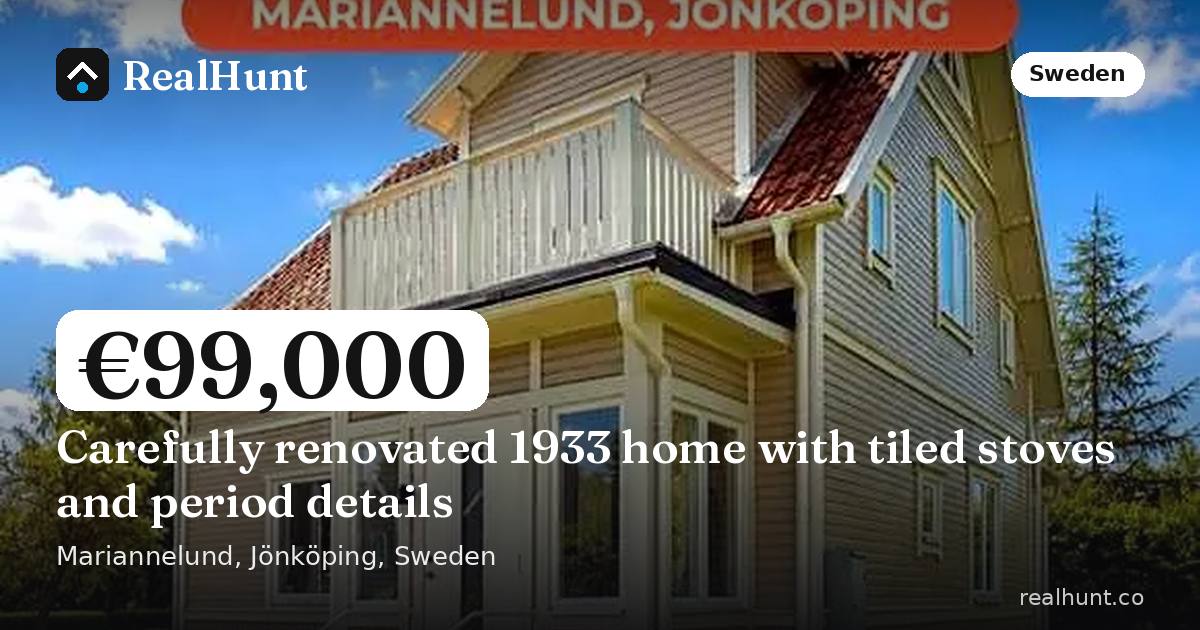 MARIANNELUND, JÖNKÖPING
RealHunt
Sweden
€99,000
Carefully renovated 1933 home with tiled stoves
and period details
Mariannelund, Jönköping, Sweden
realhunt.co